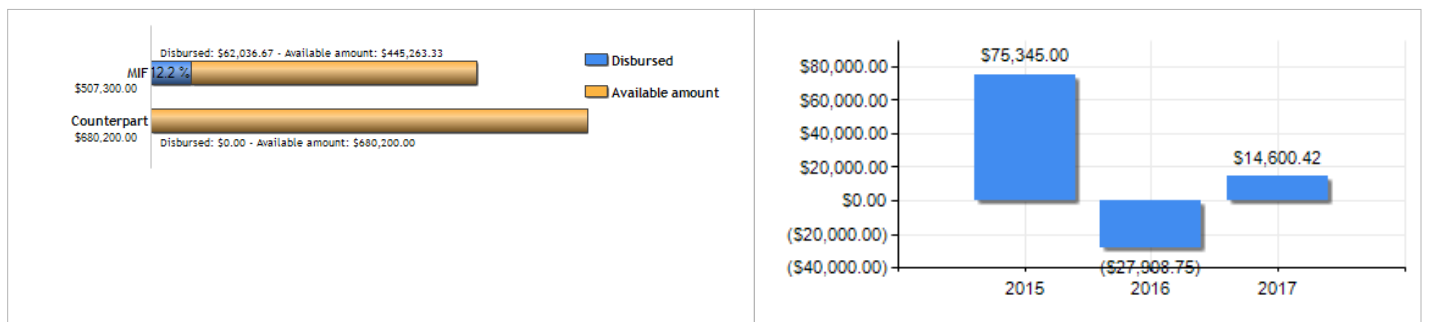 Disbursed: $62,036.67 - Available amount: $445,263.33
MIF 12.2 %
$507,300.00
Counterpart
$680,200.00
Disbursed: $0.00 - Available amount: $680,200.00
Disbursed
Available amount
$80,000.00
$60,000.00
$40,000.00
$20,000.00
$0.00
($20,000.00)
($40,000.00)
$75,345.00
($27,908.75)
$14,600.42
2015 2016 2017